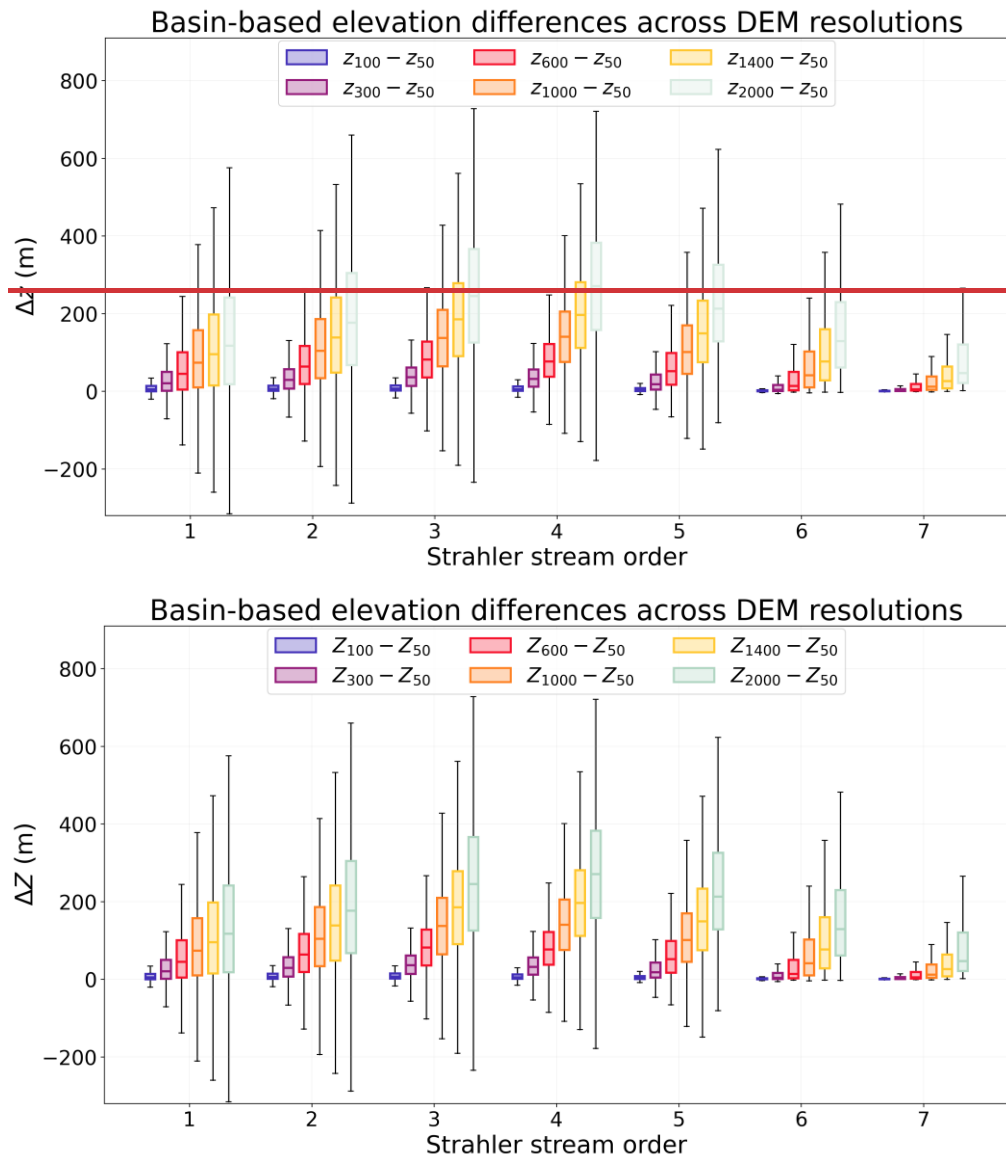 Basin-based elevation differences across DEM resolutions
z₁₀₀ − z₅₀ z₆₀₀ − z₅₀ z₁₄₀₀ − z₅₀
z₃₀₀ − z₅₀ z₁₀₀₀ − z₅₀ z₂₀₀₀ − z₅₀
800
600
400
200
0
−200
Δz (m)
1 2 3 4 5 6 7
Strahler stream order
Basin-based elevation differences across DEM resolutions
Z₁₀₀ − Z₅₀ Z₆₀₀ − Z₅₀ Z₁₄₀₀ − Z₅₀
Z₃₀₀ − Z₅₀ Z₁₀₀₀ − Z₅₀ Z₂₀₀₀ − Z₅₀
800
600
400
200
0
−200
ΔZ (m)
1 2 3 4 5 6 7
Strahler stream order